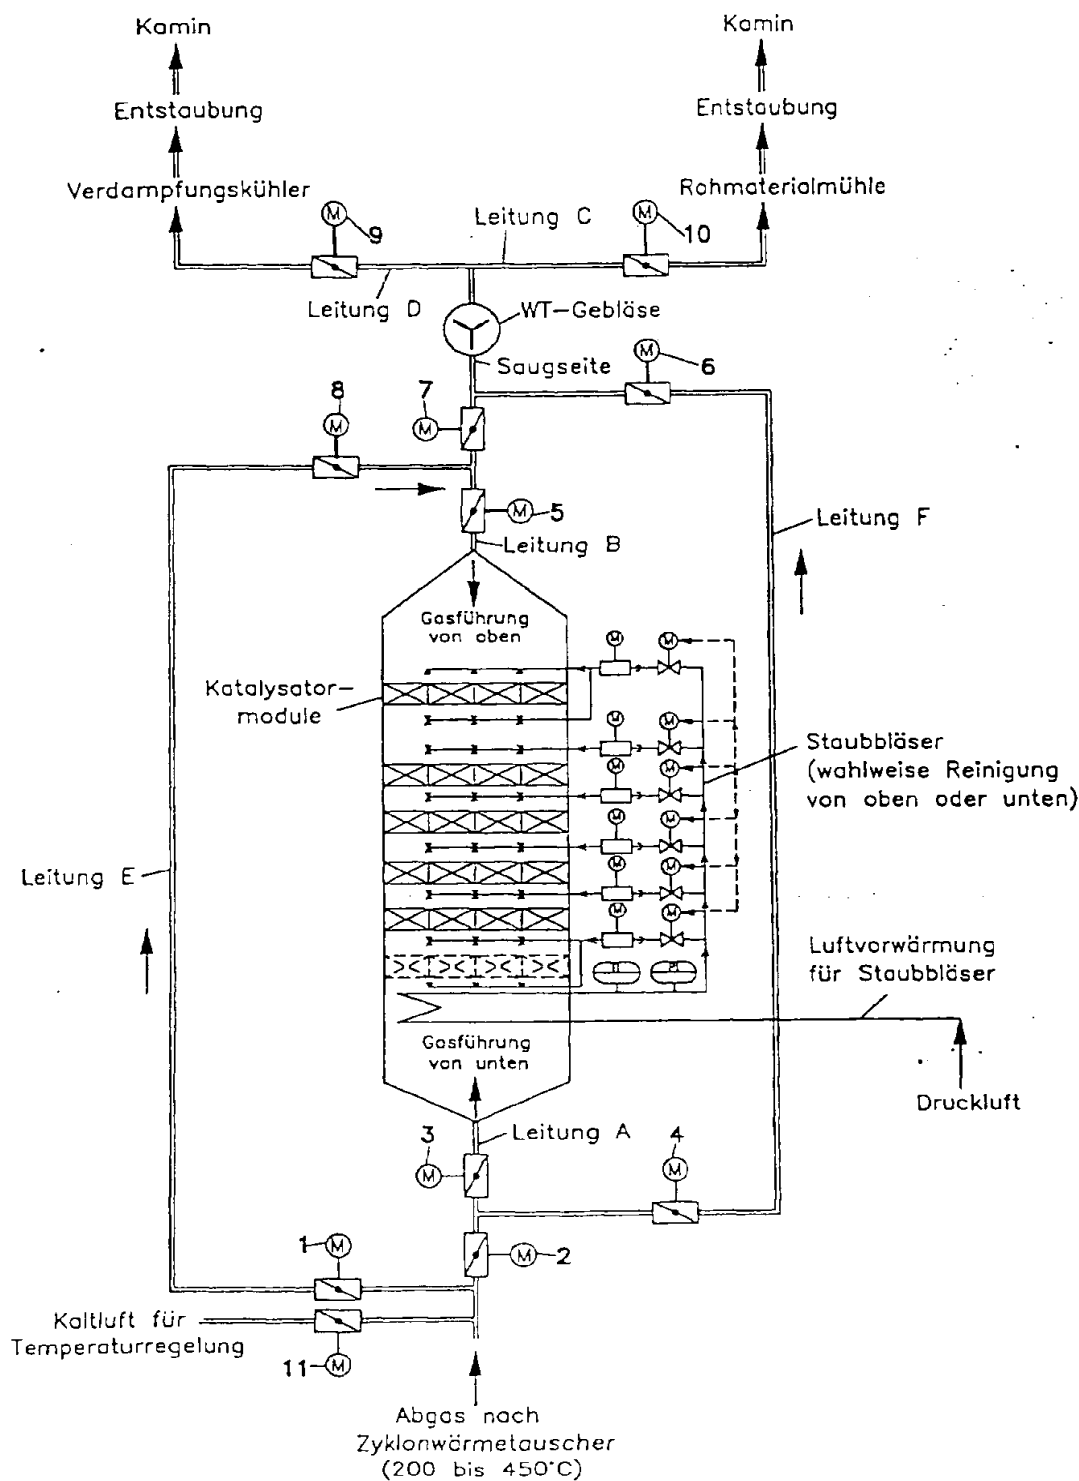 Kamin
Kamin
Entstaubung
Entstaubung
Verdampfungskühler
Rohmaterialmühle
M
9
Leitung C
M
10
Leitung D
WT-Gebläse
Saugseite
M
6
8
M
7
M
M
5
Leitung F
Leitung B
Gasführung
von oben
M
M
Katalysator-
module
M
M
Staubbläser
(wahlweise Reinigung
von oben oder unten)
M
M
M
M
Leitung E
M
M
M
M
Luftvorwärmung
für Staubbläser
Gasführung
von unten
Druckluft
Leitung A
3
M
4
M
1
M
M
2
Kaltluft für
Temperaturregelung
11
M
Abgas nach
Zyklonwärmetauscher
(200 bis 450°C)